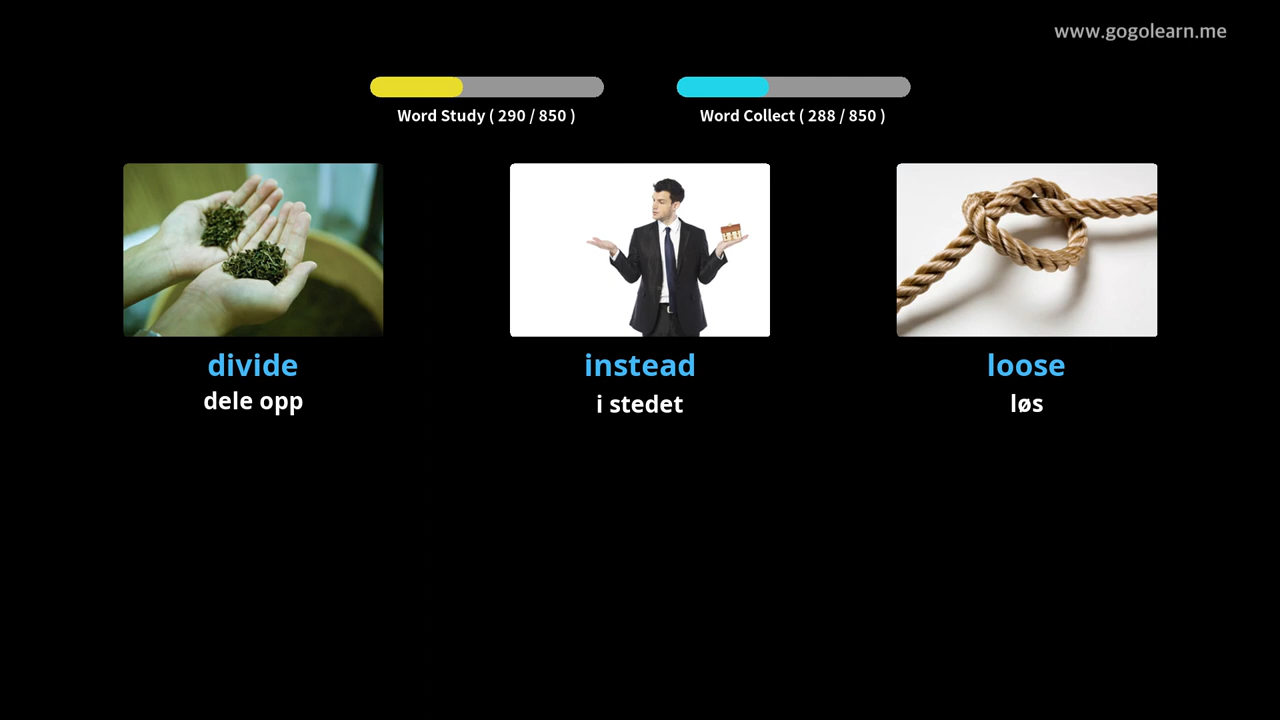 www.gogolearn.me
Word Study ( 290 / 850 )
Word Collect ( 288 / 850 )
divide
dele opp
instead
i stedet
loose
løs